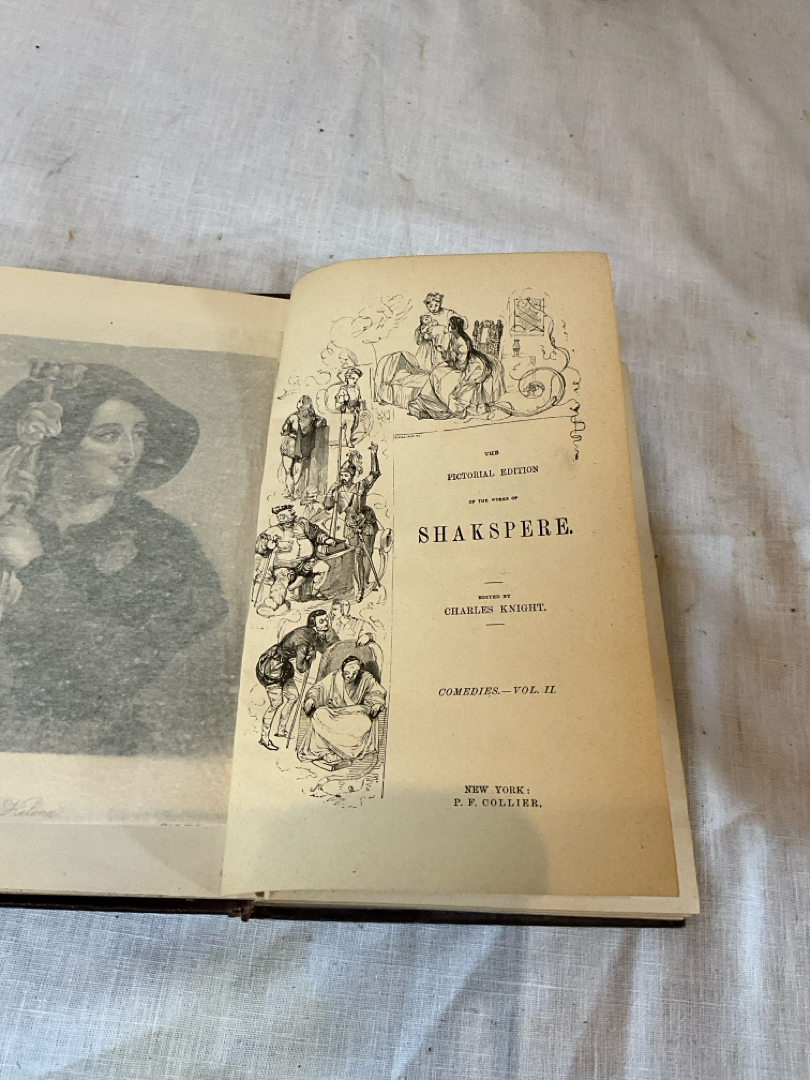 THE
PICTORIAL EDITION
OF THE WORKS OF
SHAKSPERE.
EDITED BY
CHARLES KNIGHT.
COMEDIES.—VOL. II.
NEW YORK:
P. F. COLLIER,